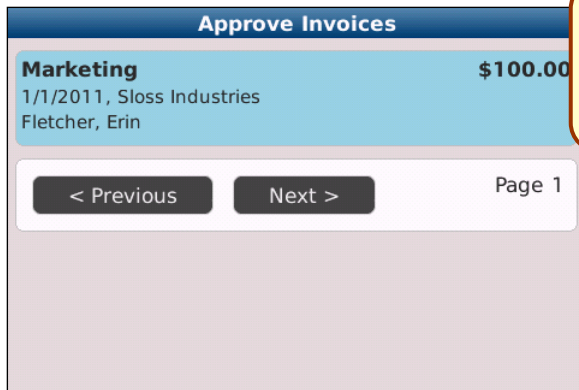 Approve Invoices
Marketing $100.00
1/1/2011, Sloss Industries
Fletcher, Erin
< Previous Next > Page 1